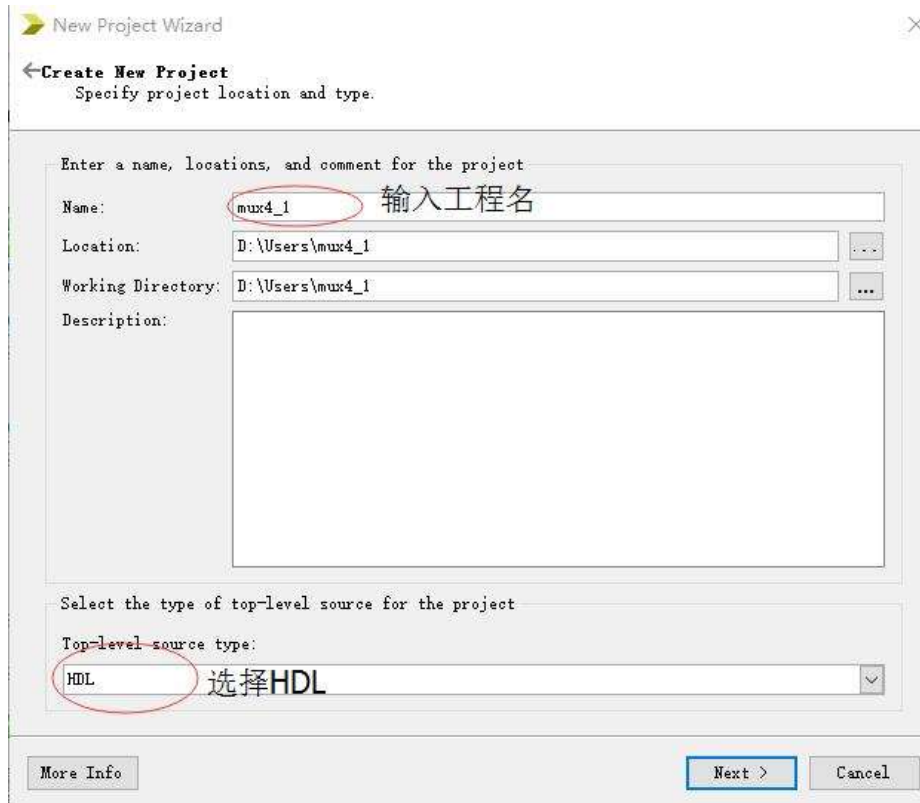 New Project Wizard
←Create New Project
Specify project location and type.
Enter a name, locations, and comment for the project
Name: mux4_1 输入工程名
Location: D:\Users\mux4_1 ...
Working Directory: D:\Users\mux4_1 ...
Description:
Select the type of top-level source for the project
Top-level source type:
HDL 选择HDL
More Info Next > Cancel